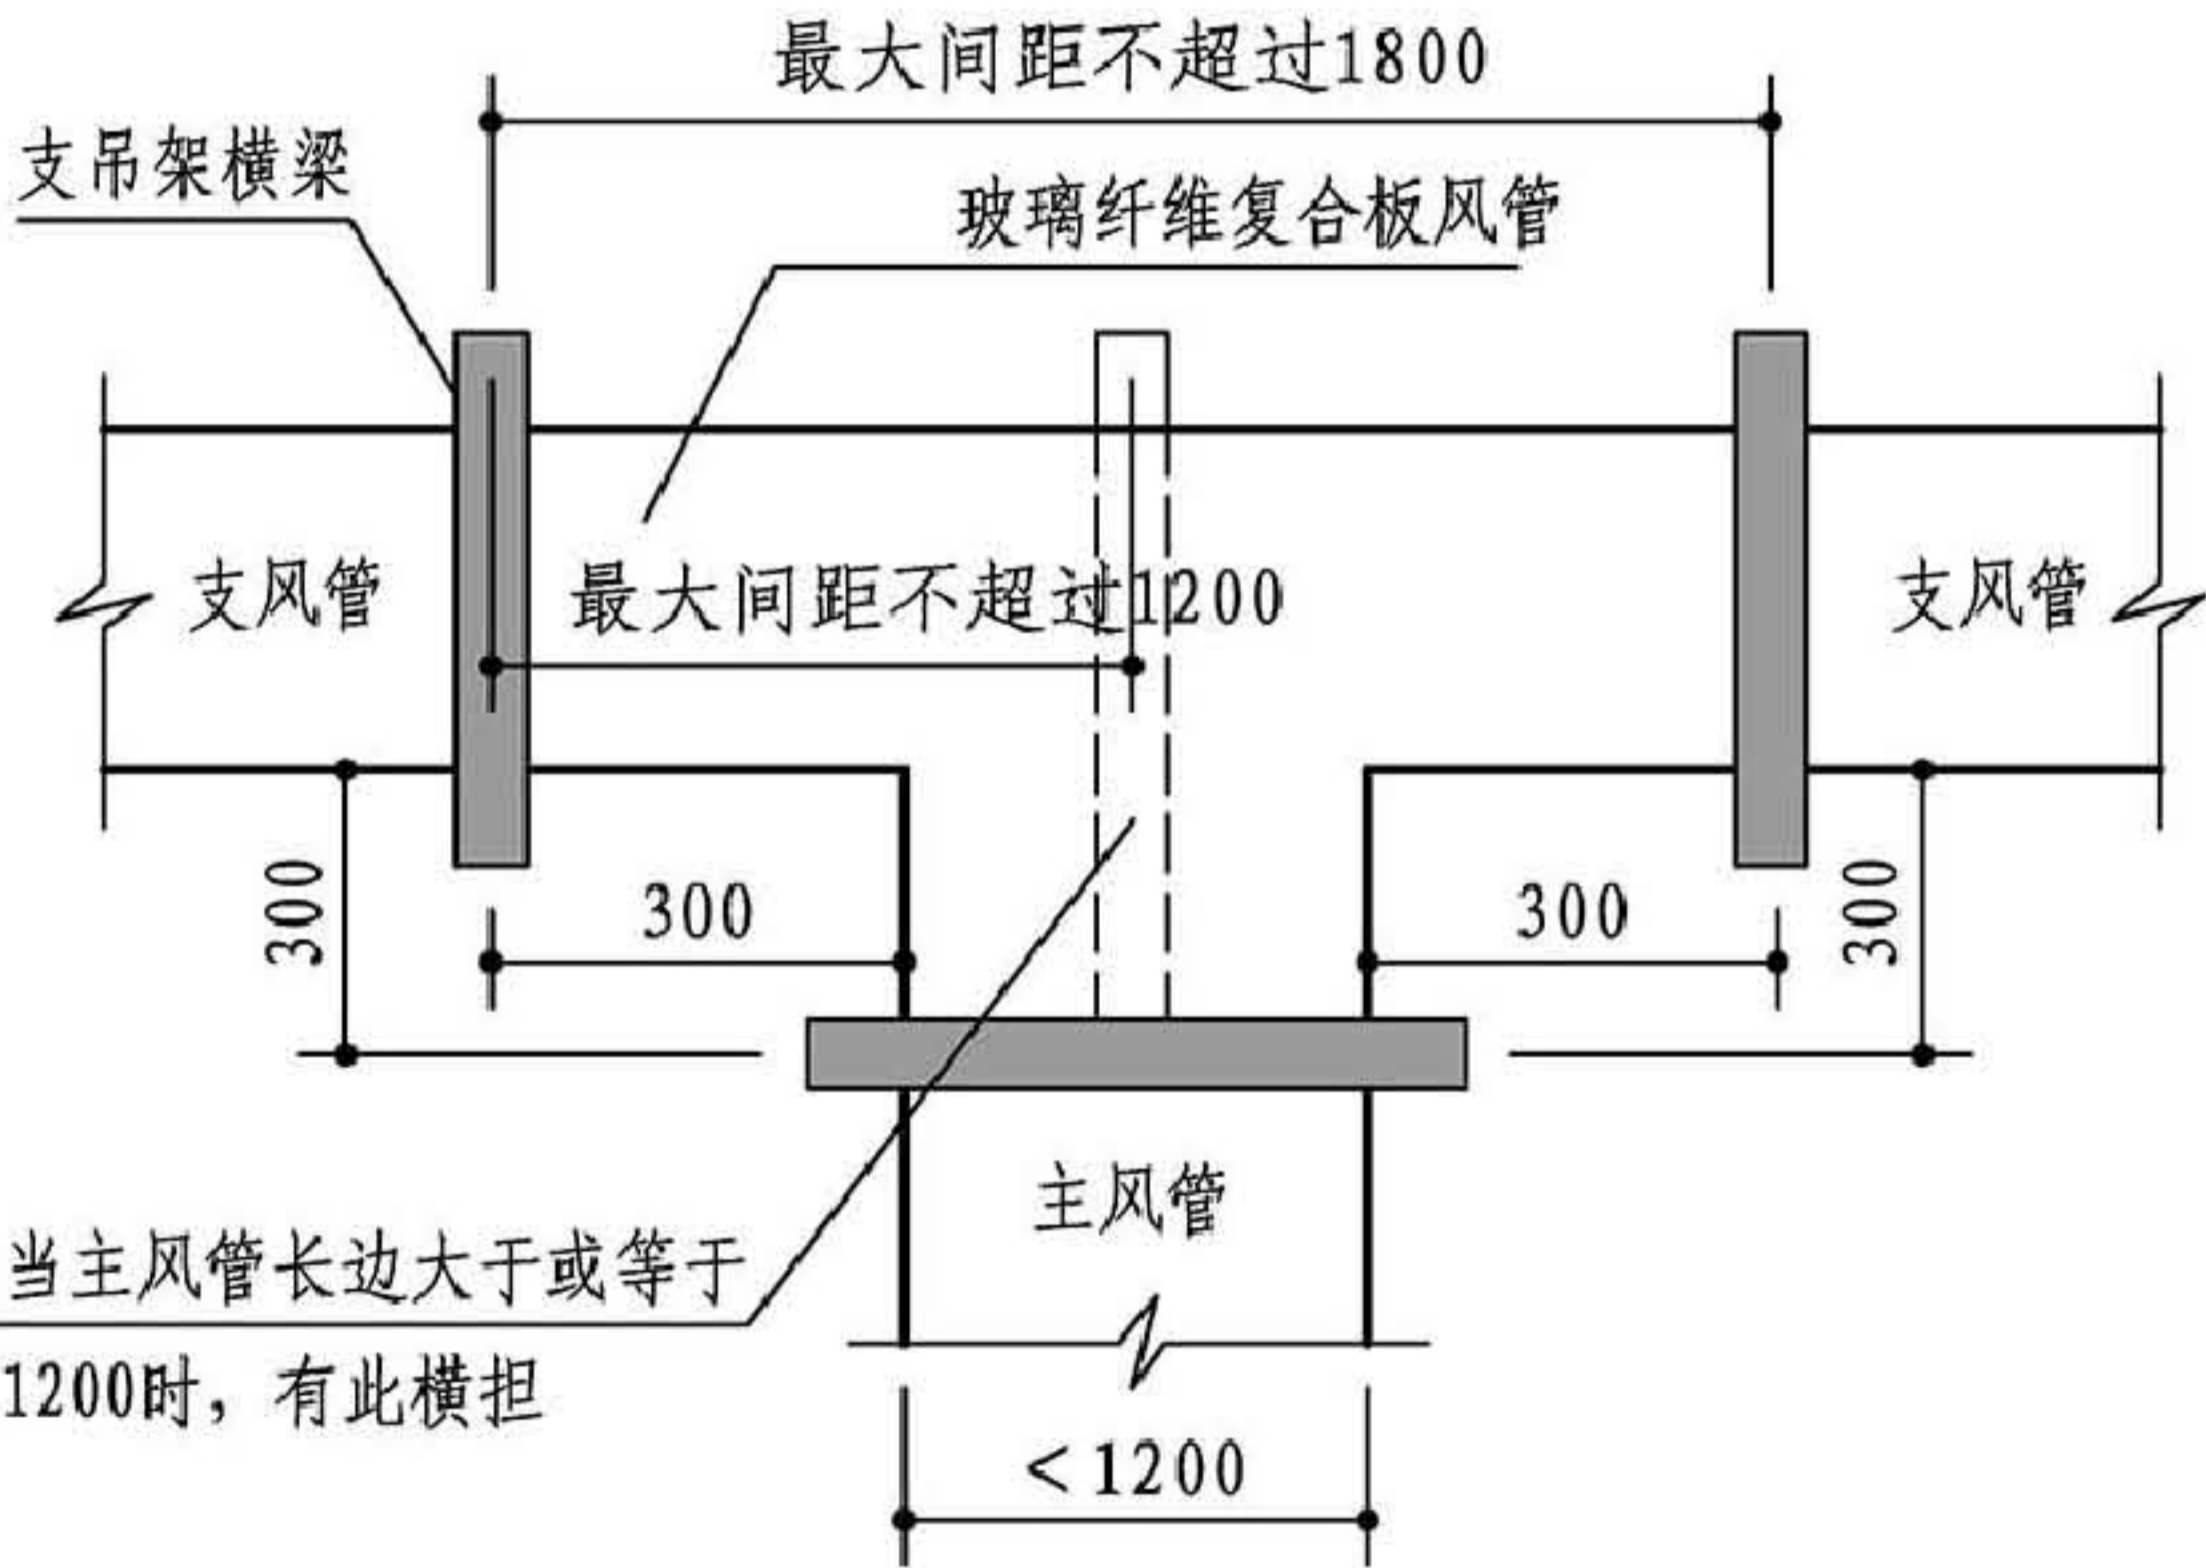 最大间距不超过1800
支吊架横梁
玻璃纤维复合板风管
支风管
最大间距不超过1200
支风管
300
300
300
300
主风管
当主风管长边大于或等于
1200时，有此横担
<1200